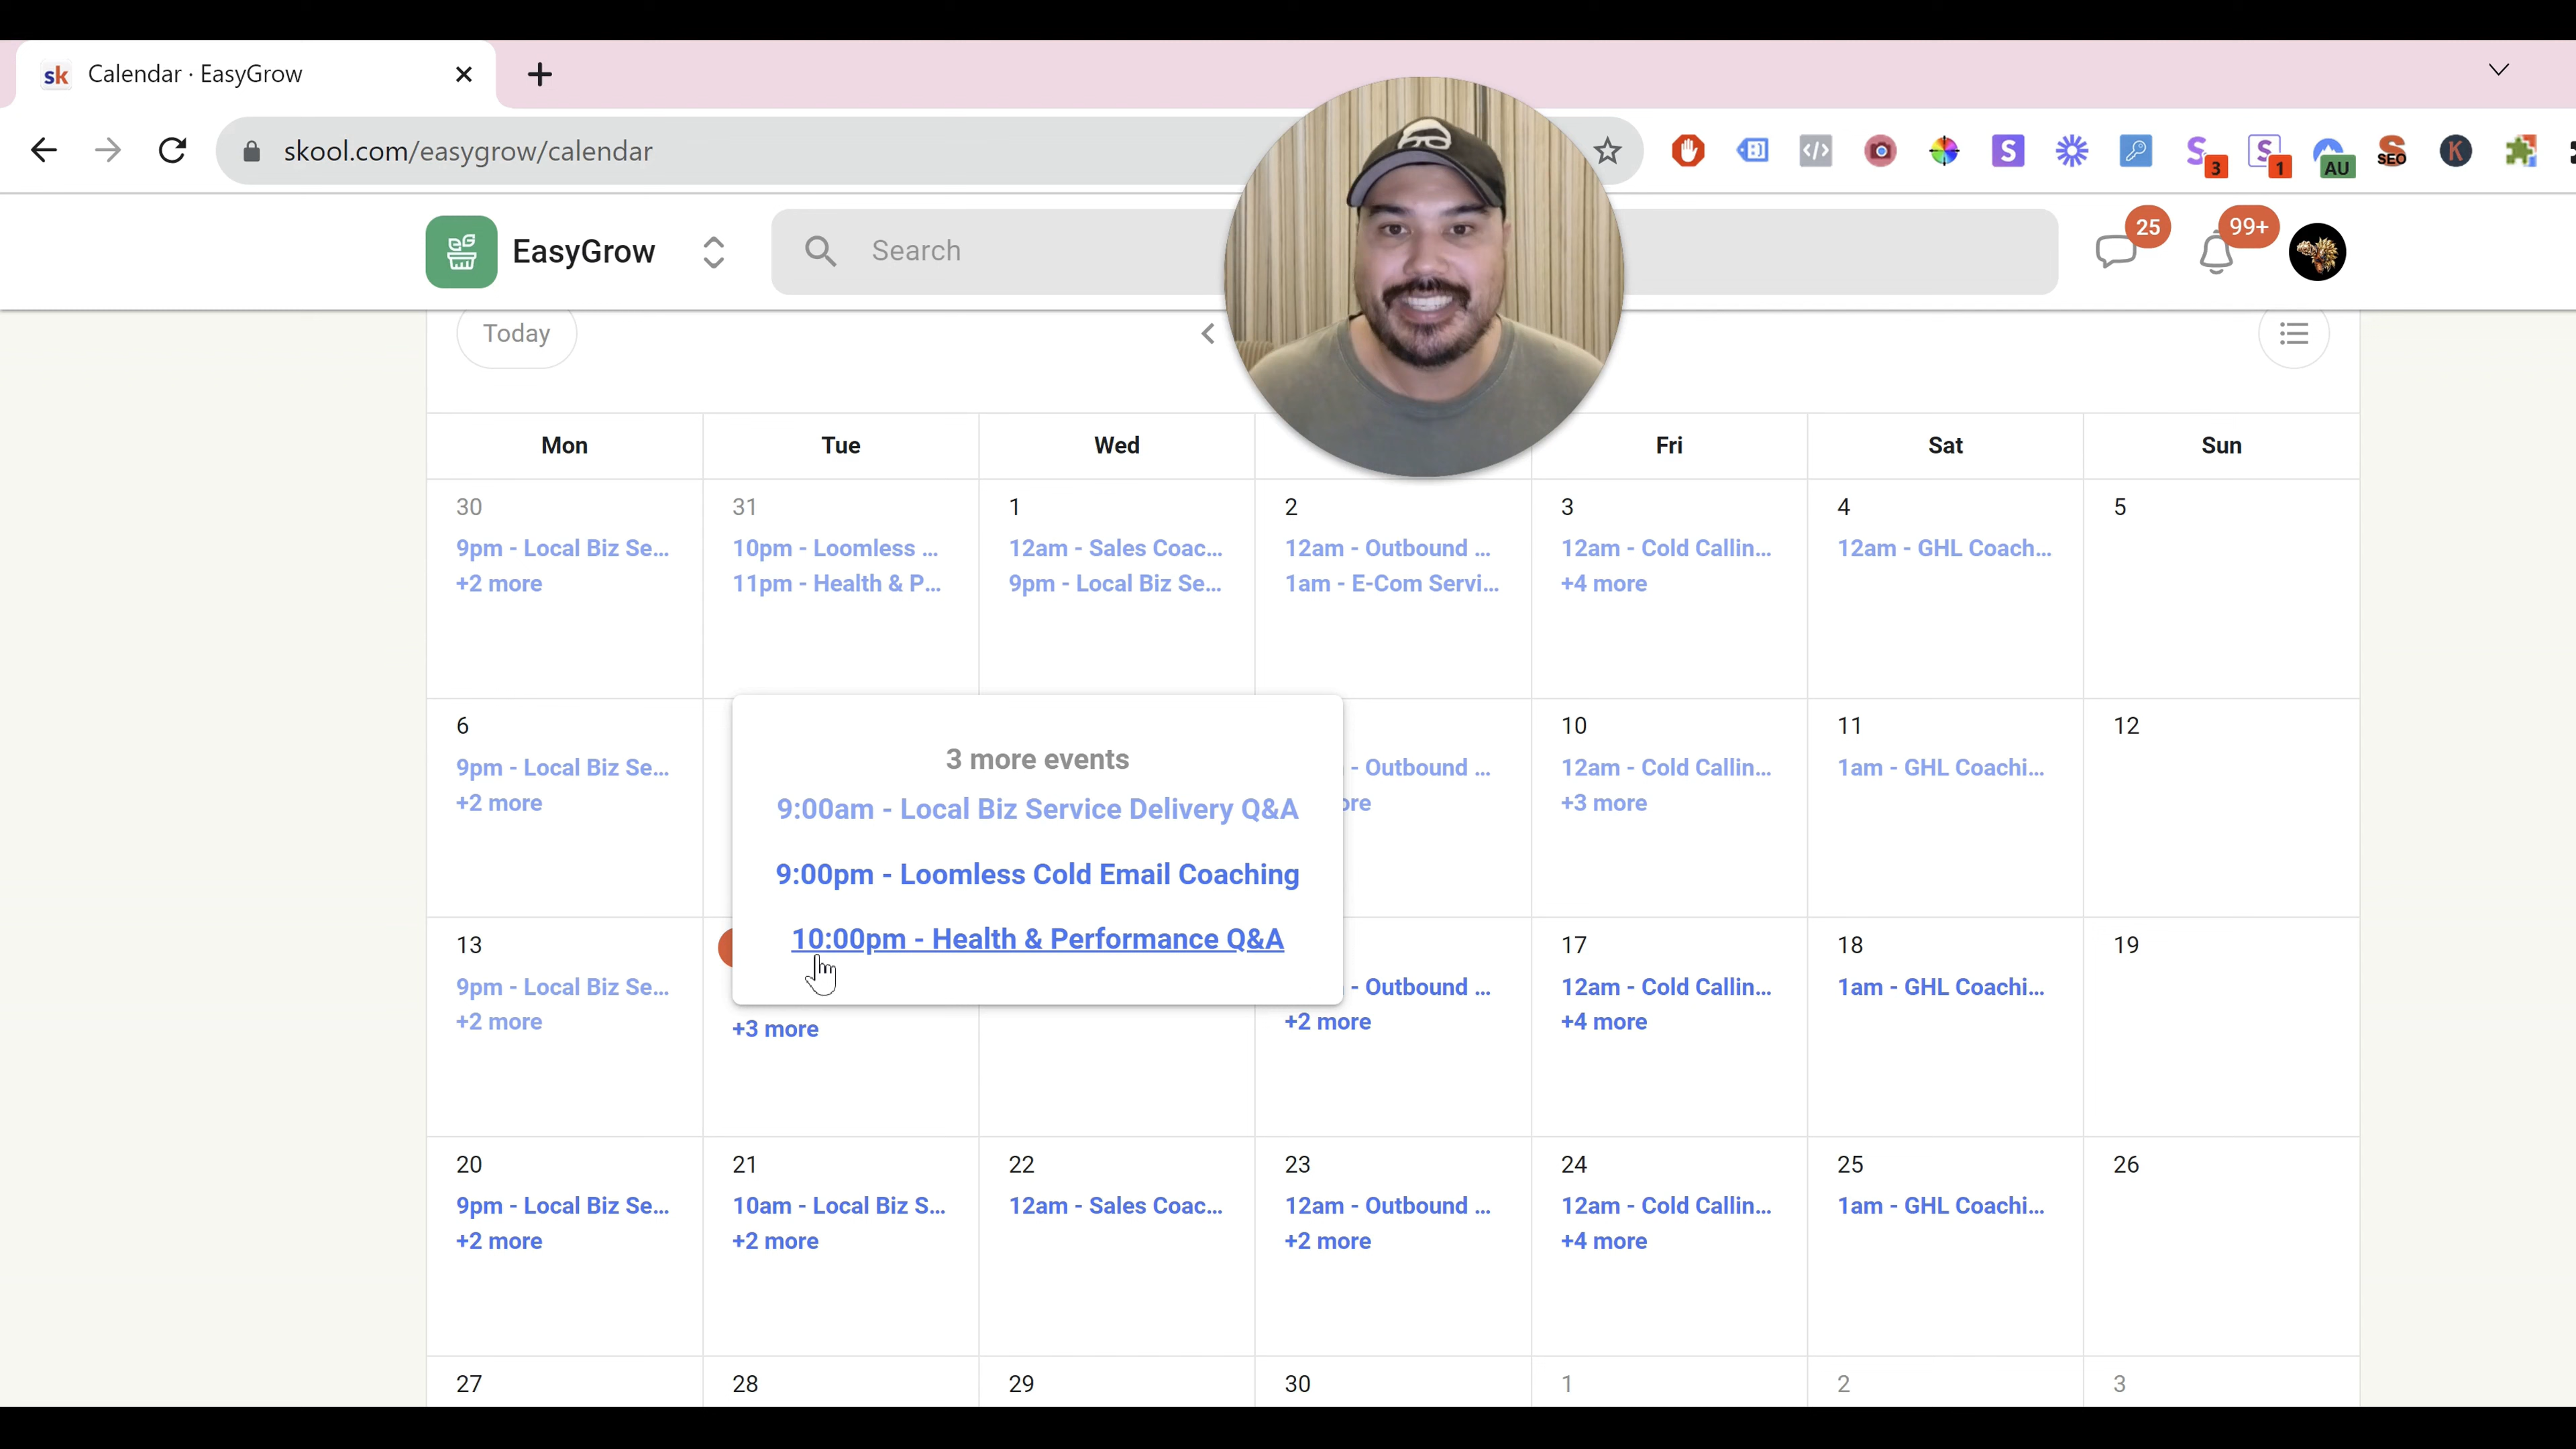 sk Calendar · EasyGrow
skool.com/easygrow/calendar
S
3
S
1
AU
SEO
K
EasyGrow
Search
25
99+
Today
Mon Tue Wed Fri Sat Sun
30
9pm - Local Biz Se...
+2 more
31
10pm - Loomless ...
11pm - Health & P...
1
12am - Sales Coac...
9pm - Local Biz Se...
2
12am - Outbound ...
1am - E-Com Servi...
3
12am - Cold Callin...
+4 more
4
12am - GHL Coach...
5
6
9pm - Local Biz Se...
+2 more
3 more events
9:00am - Local Biz Service Delivery Q&A
9:00pm - Loomless Cold Email Coaching
10:00pm - Health & Performance Q&A
- Outbound ...
10
12am - Cold Callin...
+3 more
11
1am - GHL Coachi...
12
13
9pm - Local Biz Se...
+2 more
+3 more
- Outbound ...
+2 more
17
12am - Cold Callin...
+4 more
18
1am - GHL Coachi...
19
20
9pm - Local Biz Se...
+2 more
21
10am - Local Biz S...
+2 more
22
12am - Sales Coac...
23
12am - Outbound ...
+2 more
24
12am - Cold Callin...
+4 more
25
1am - GHL Coachi...
26
27
28
29
30
1
2
3